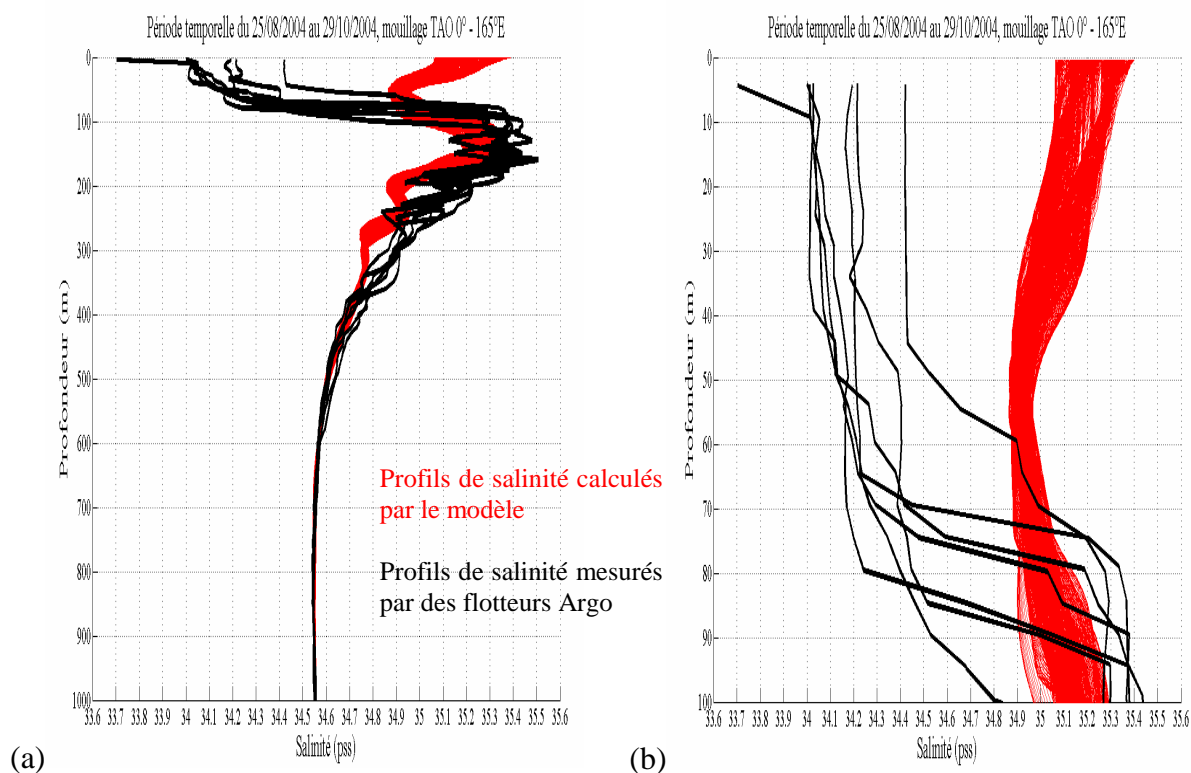 Période temporelle du 25/08/2004 au 29/10/2004, mouillage TAO 0° - 165°E
0
100
200
300
400
500
600
700
800
900
1000
Profondeur (m)
33.6 33.7 33.8 33.9 34 34.1 34.2 34.3 34.4 34.5 34.6 34.7 34.8 34.9 35 35.1 35.2 35.3 35.4 35.5 35.6
Salinité (pss)
Profils de salinité calculés
par le modèle
Profils de salinité mesurés
par des flotteurs Argo
(a)
Période temporelle du 25/08/2004 au 29/10/2004, mouillage TAO 0° - 165°E
0
10
20
30
40
50
60
70
80
90
100
Profondeur (m)
33.6 33.7 33.8 33.9 34 34.1 34.2 34.3 34.4 34.5 34.6 34.7 34.8 34.9 35 35.1 35.2 35.3 35.4 35.5 35.6
Salinité (pss)
(b)